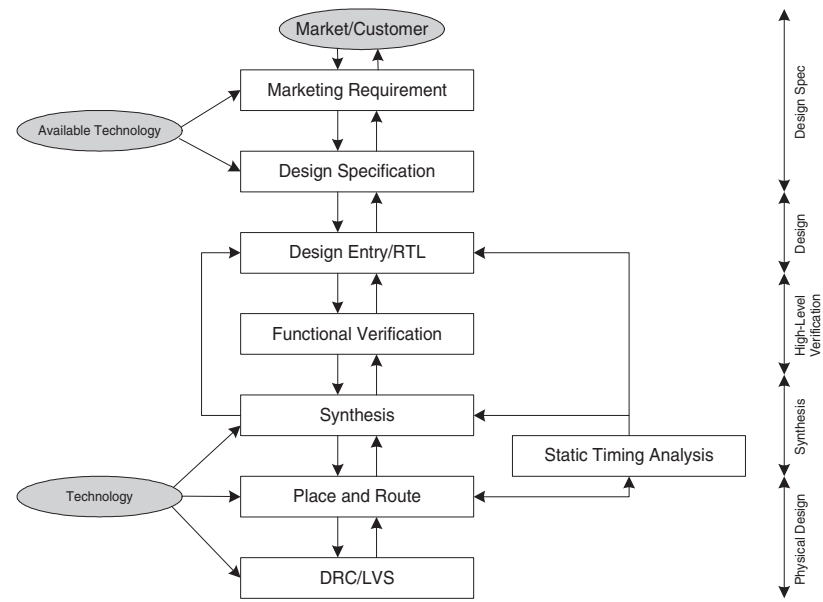 Market/Customer
Marketing Requirement
Available Technology
Design Specification
Design Entry/RTL
Functional Verification
Synthesis
Static Timing Analysis
Technology
Place and Route
DRC/LVS
Design Spec
Design
High-Level
Verification
Synthesis
Physical Design